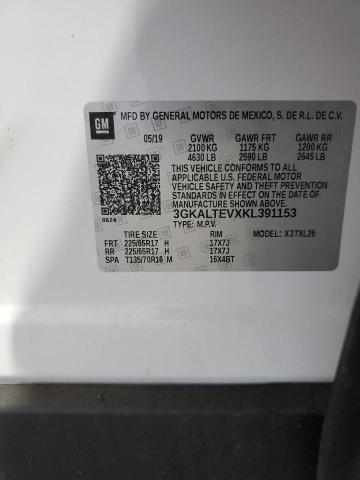 GM
MFD BY GENERAL MOTORS DE MEXICO, S. DE R.L. DE C.V.
05/19 GVWR GAWR FRT GAWR RR
2100 KG 1175 KG 1200 KG
4630 LB 2590 LB 2645 LB
THIS VEHICLE CONFORMS TO ALL
APPLICABLE U.S. FEDERAL MOTOR
VEHICLE SAFETY AND THEFT PREVENTION
STANDARDS IN EFFECT ON THE DATE OF
MANUFACTURE SHOWN ABOVE.
3GKALTEVXKL391153
8624
TYPE: M.P.V. MODEL: X3TXL26
TIRE SIZE RIM
FRT 225/65R17 H 17X7J
RR 225/65R17 H 17X7J
SPA T135/70R16 M 16X4BT